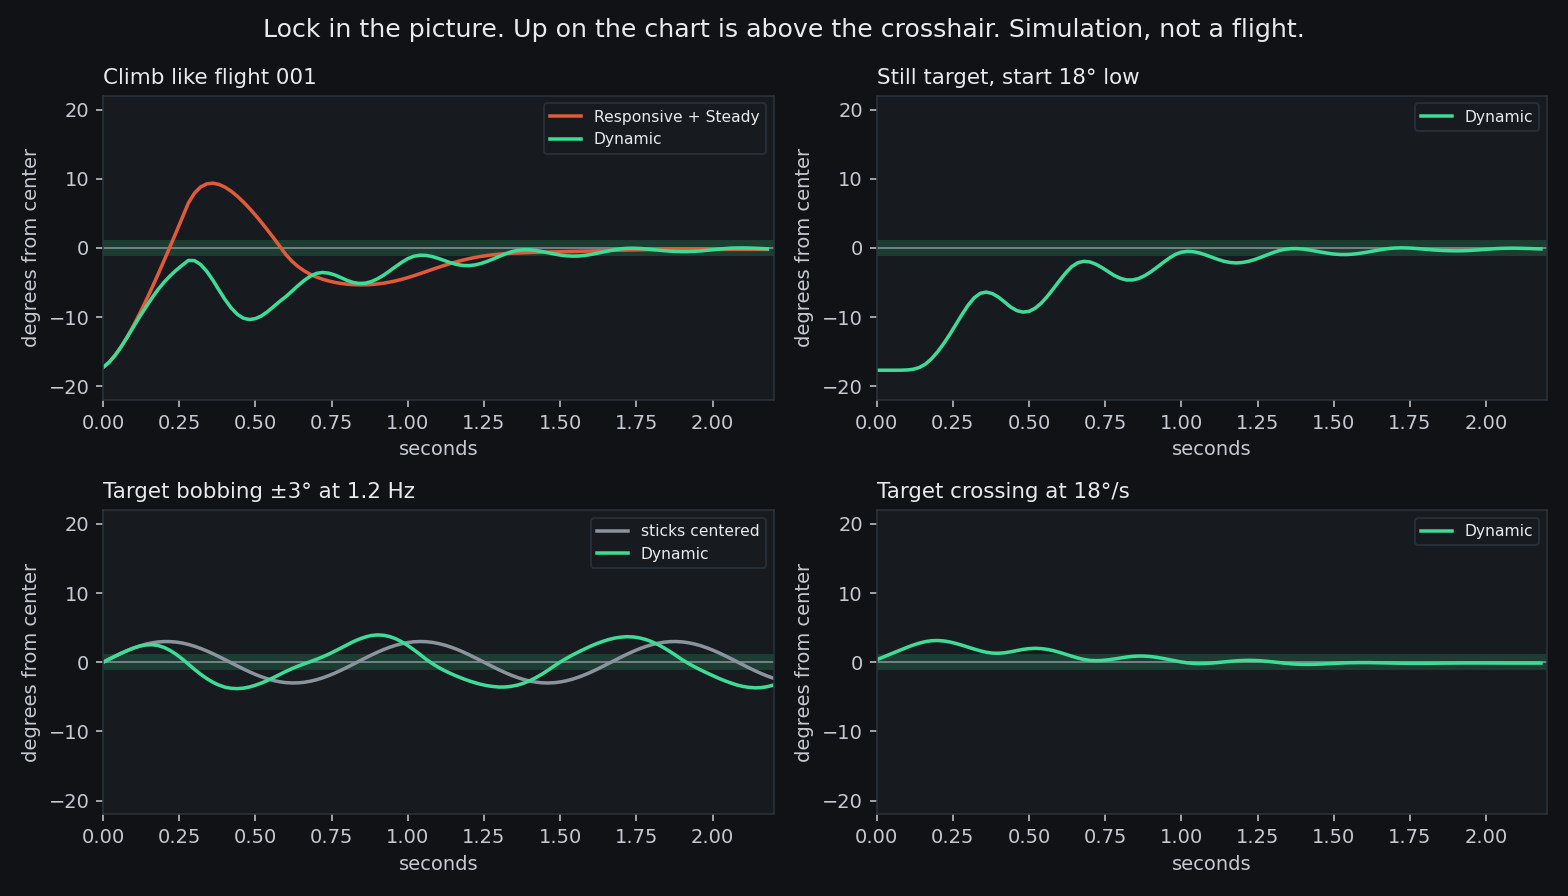 Lock in the picture. Up on the chart is above the crosshair. Simulation, not a flight.
Climb like flight 001
degrees from center
20
10
0
−10
−20
Responsive + Steady
Dynamic
0.00 0.25 0.50 0.75 1.00 1.25 1.50 1.75 2.00
seconds
Still target, start 18° low
degrees from center
20
10
0
−10
−20
Dynamic
0.00 0.25 0.50 0.75 1.00 1.25 1.50 1.75 2.00
seconds
Target bobbing ±3° at 1.2 Hz
degrees from center
20
10
0
−10
−20
sticks centered
Dynamic
0.00 0.25 0.50 0.75 1.00 1.25 1.50 1.75 2.00
seconds
Target crossing at 18°/s
degrees from center
20
10
0
−10
−20
Dynamic
0.00 0.25 0.50 0.75 1.00 1.25 1.50 1.75 2.00
seconds